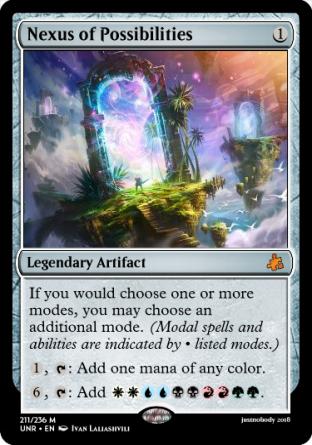 Nexus of Possibilities 1
Legendary Artifact
If you would choose one or more
modes, you may choose an
additional mode. (Modal spells and
abilities are indicated by • listed modes.)
1 , : Add one mana of any color.
6 , : Add .
211/236 M
UNR • EN Ivan Laliashvili
justnobody 2018